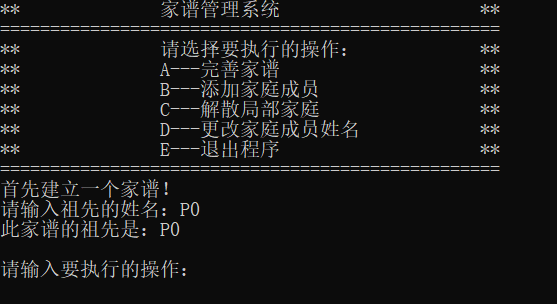 **              家谱管理系统                    **
==================================================
**              请选择要执行的操作:             **
**              A---完善家谱                    **
**              B---添加家庭成员                **
**              C---解散局部家庭                **
**              D---更改家庭成员姓名            **
**              E---退出程序                    **
==================================================
首先建立一个家谱!
请输入祖先的姓名: P0
此家谱的祖先是: P0
请输入要执行的操作: